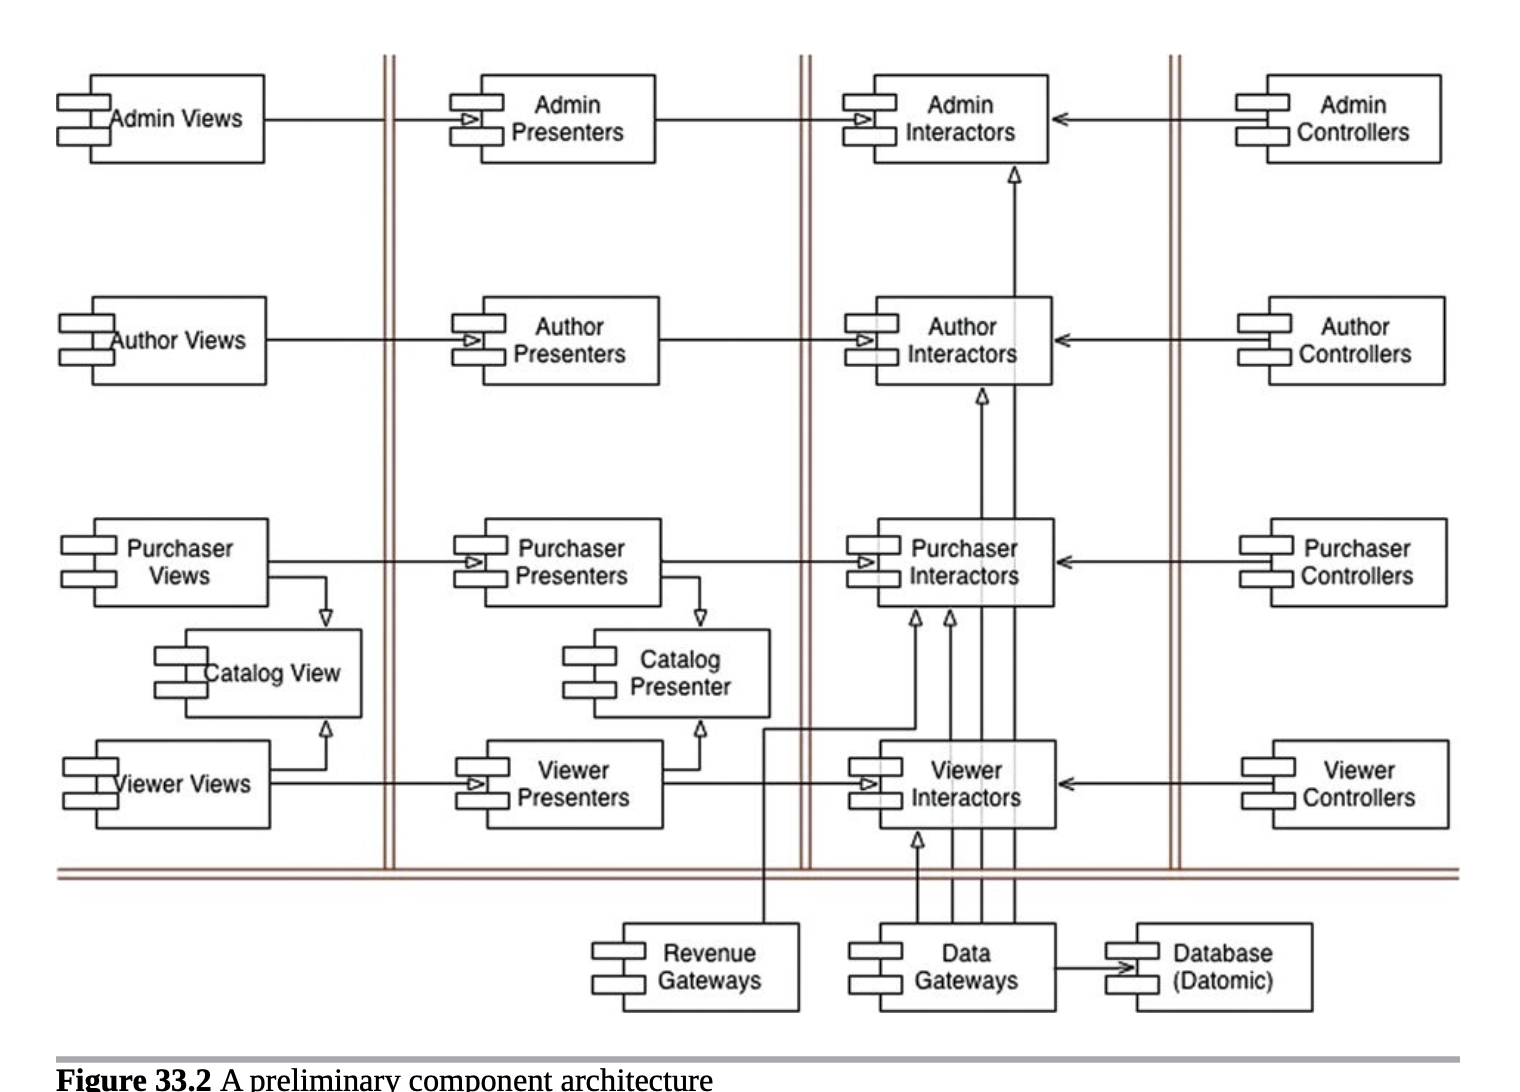 Admin Views
Admin
Presenters
Admin
Interactors
Admin
Controllers
Author Views
Author
Presenters
Author
Interactors
Author
Controllers
Purchaser
Views
Purchaser
Presenters
Purchaser
Interactors
Purchaser
Controllers
Catalog View
Catalog
Presenter
Viewer Views
Viewer
Presenters
Viewer
Interactors
Viewer
Controllers
Revenue
Gateways
Data
Gateways
Database
(Datomic)
Figure 33.2 A preliminary component architecture